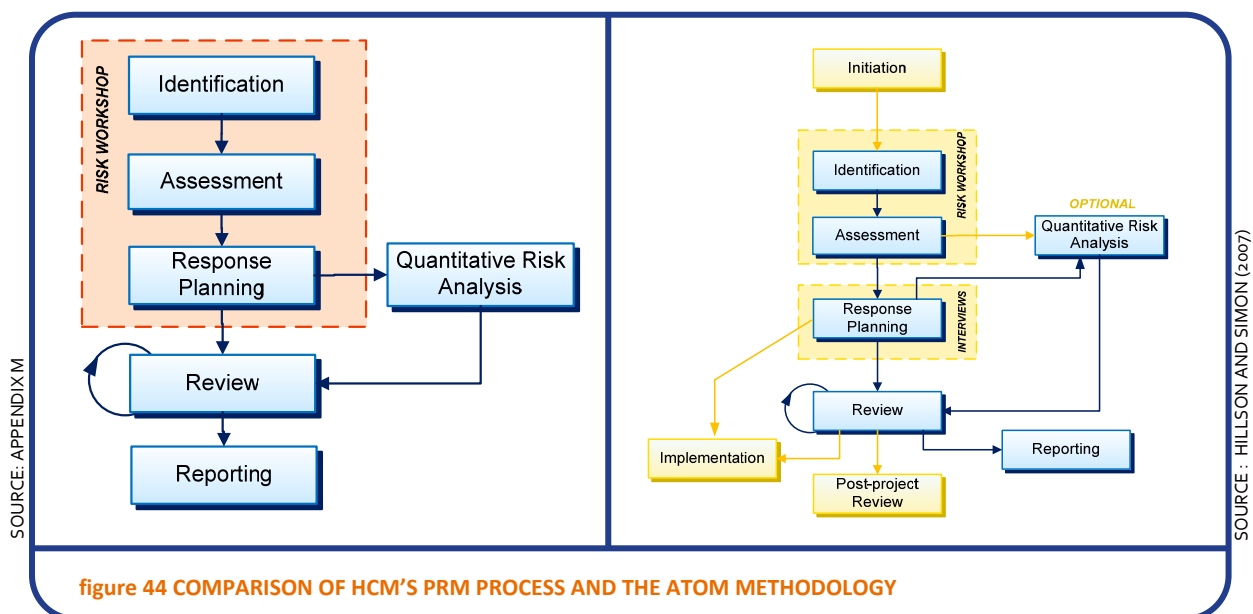 RISK WORKSHOP
Identification
Assessment
Response
Planning
Quantitative Risk
Analysis
Review
Reporting
SOURCE: APPENDIX M
Initiation
RISK WORKSHOP
Identification
Assessment
OPTIONAL
Quantitative Risk
Analysis
INTERVIEWS
Response
Planning
Review
Implementation
Reporting
Post-project
Review
SOURCE : HILLSON AND SIMON (2007)
figure 44 COMPARISON OF HCM'S PRM PROCESS AND THE ATOM METHODOLOGY